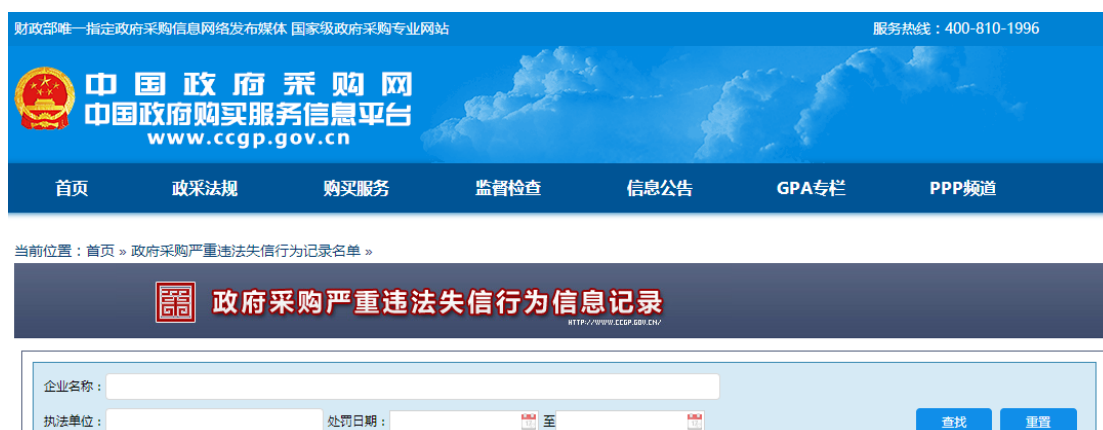 财政部唯一指定政府采购信息网络发布媒体 国家级政府采购专业网站 服务热线：400-810-1996
中国政府采购网
中国政府购买服务信息平台
www.ccgp.gov.cn
首页 政采法规 购买服务 监督检查 信息公告 GPA专栏 PPP频道
当前位置：首页 » 政府采购严重违法失信行为记录名单 »
政府采购严重违法失信行为信息记录
HTTP://WWW.CCGP.GOV.CN/
企业名称：
执法单位： 处罚日期： 至 查找 重置